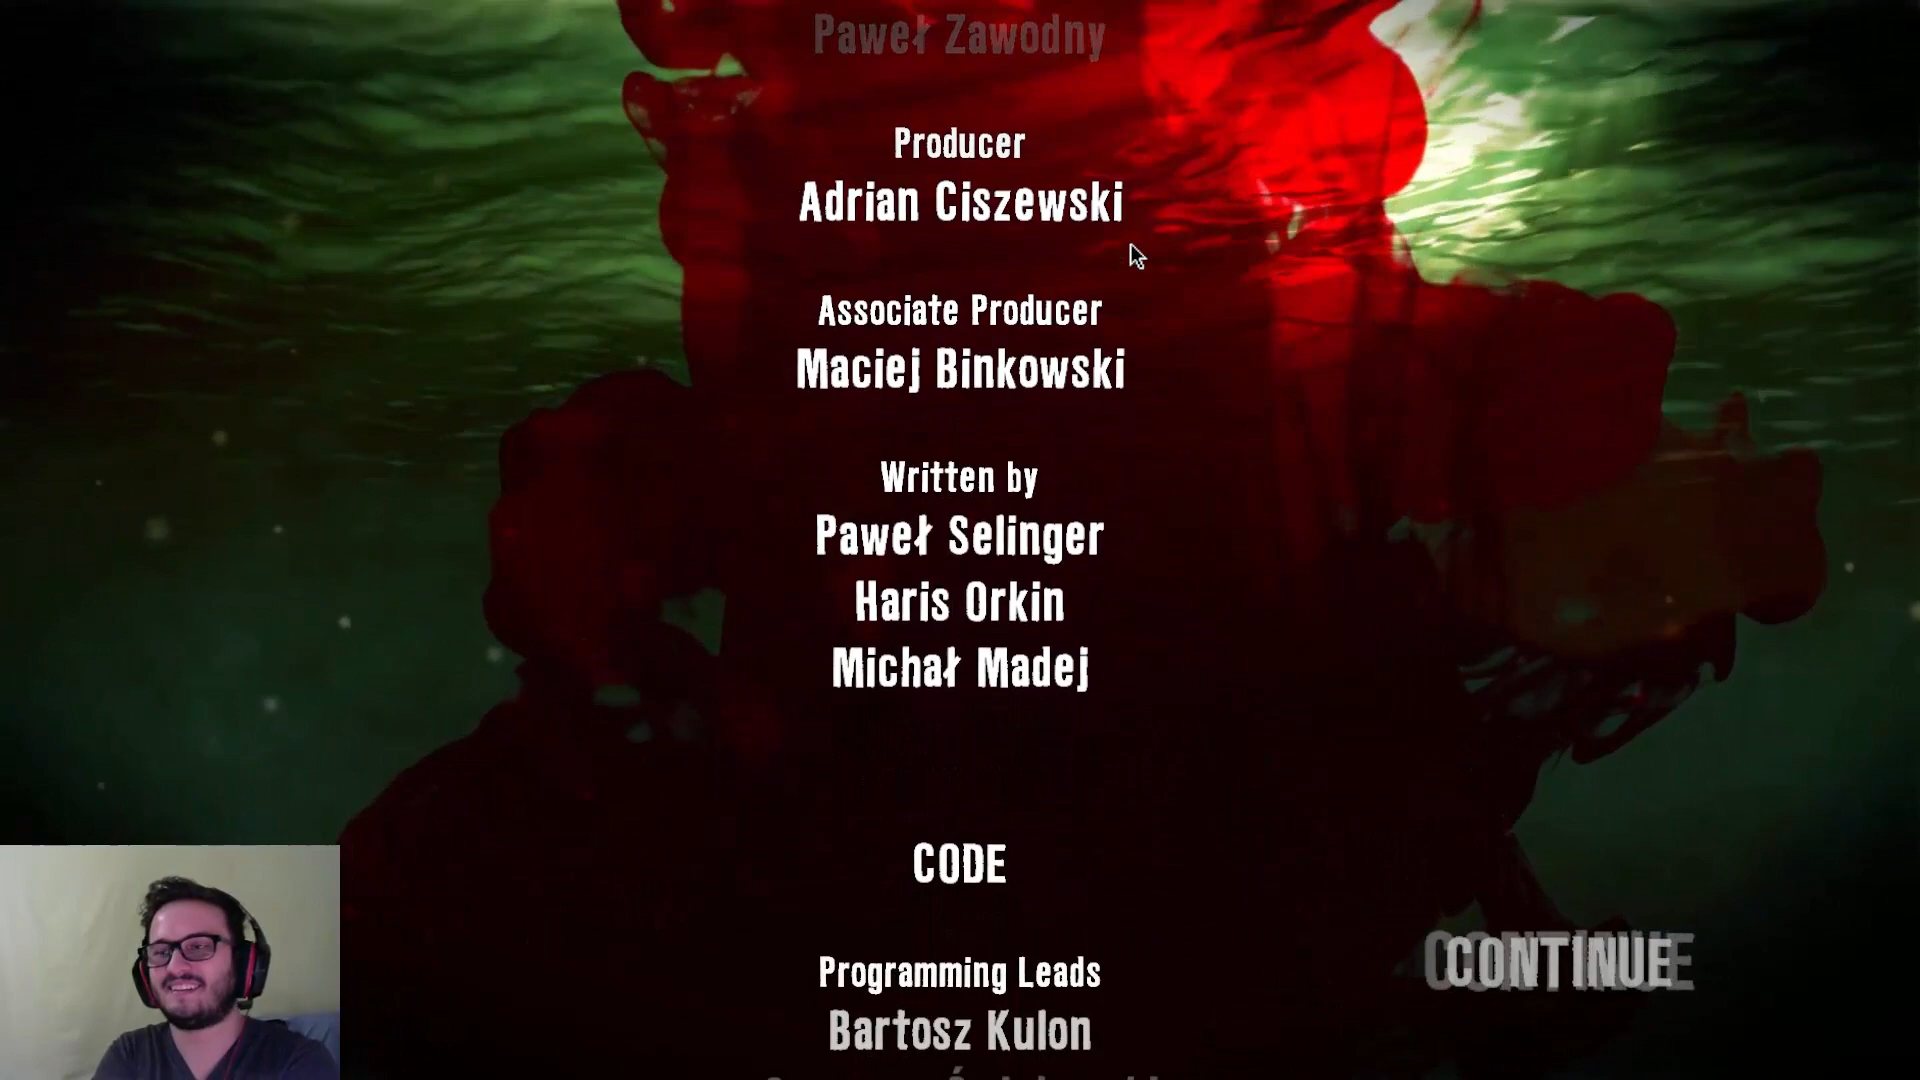 Paweł Zawodny
Producer
Adrian Ciszewski
Associate Producer
Maciej Binkowski
Written by
Paweł Selinger
Haris Orkin
Michał Madej
CODE
Programming Leads
Bartosz Kulon
CONTINUE